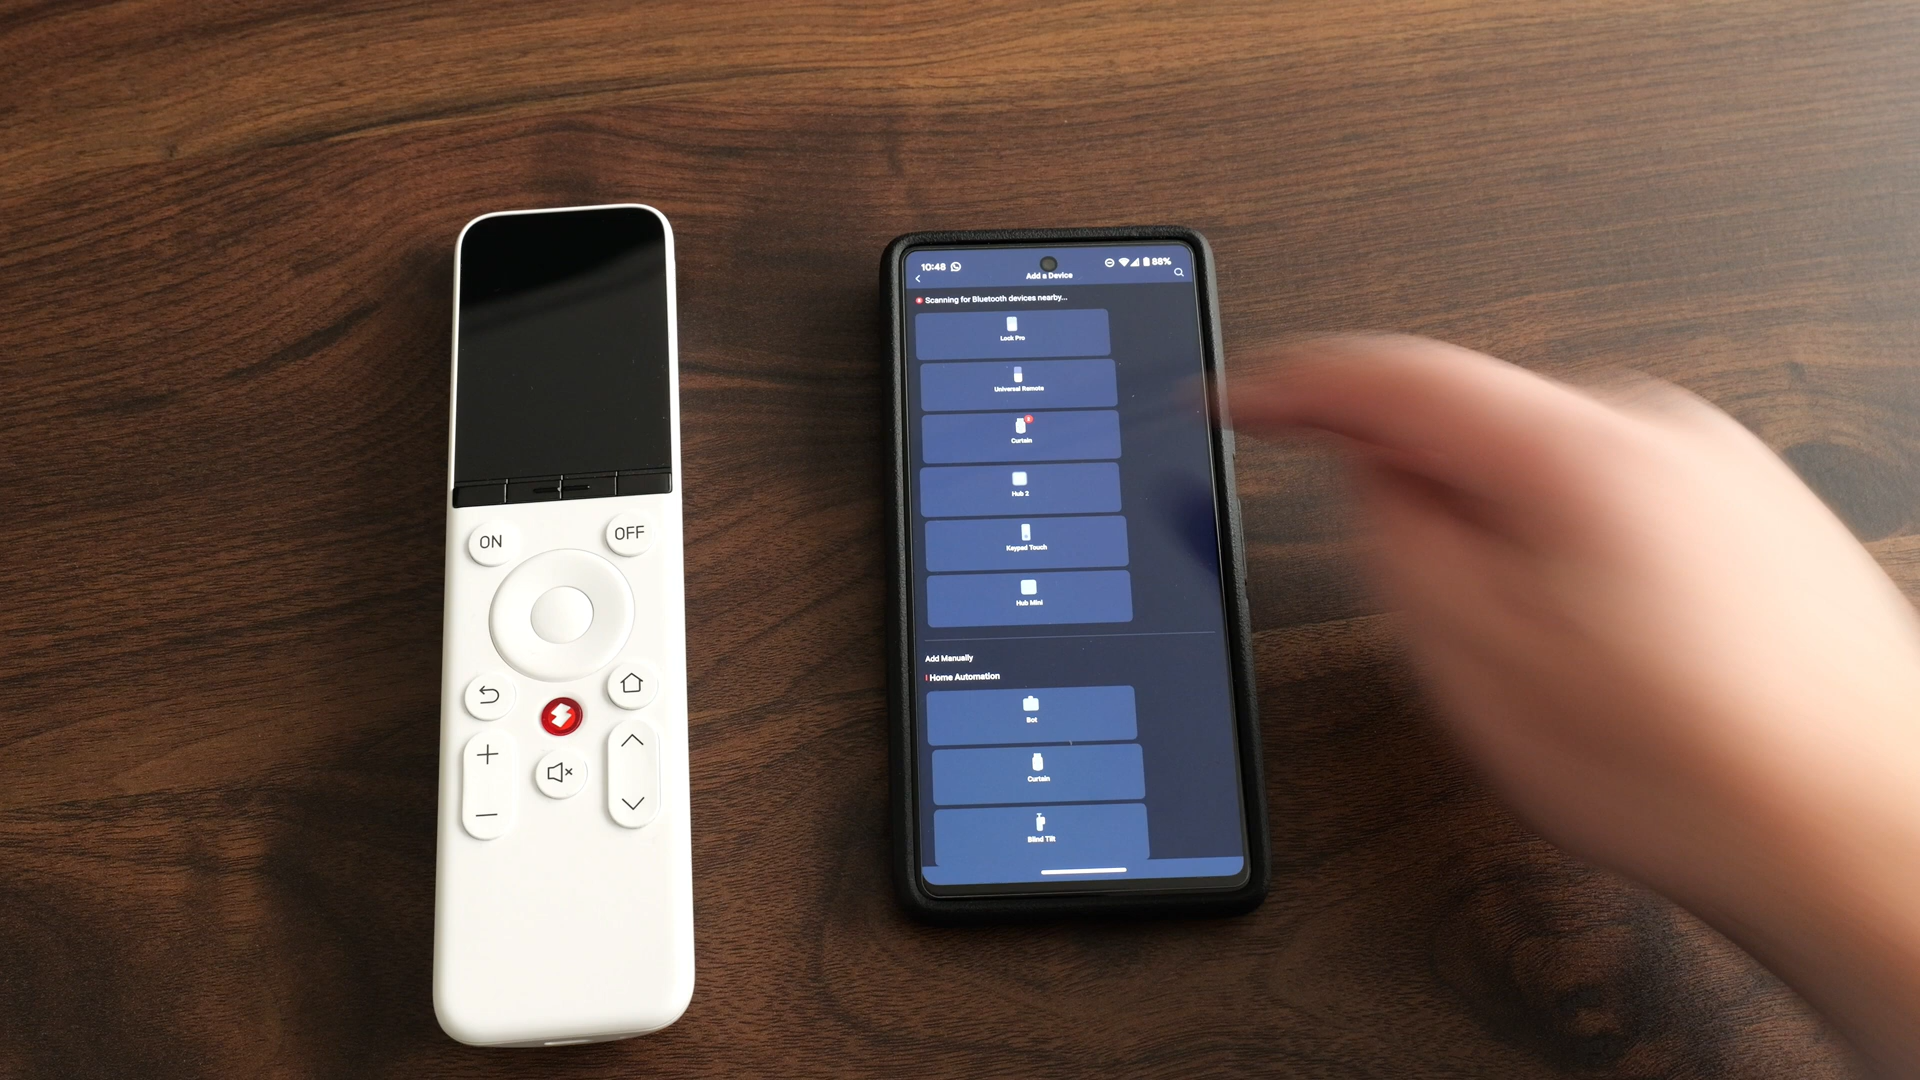 ON
OFF
10:48
88%
Add a Device
Scanning for Bluetooth devices nearby...
Lock Pro
Universal Remote
Curtain
Hub 2
Keypad Touch
Hub Mini
Add Manually
Home Automation
Bot
Curtain
Blind Tilt